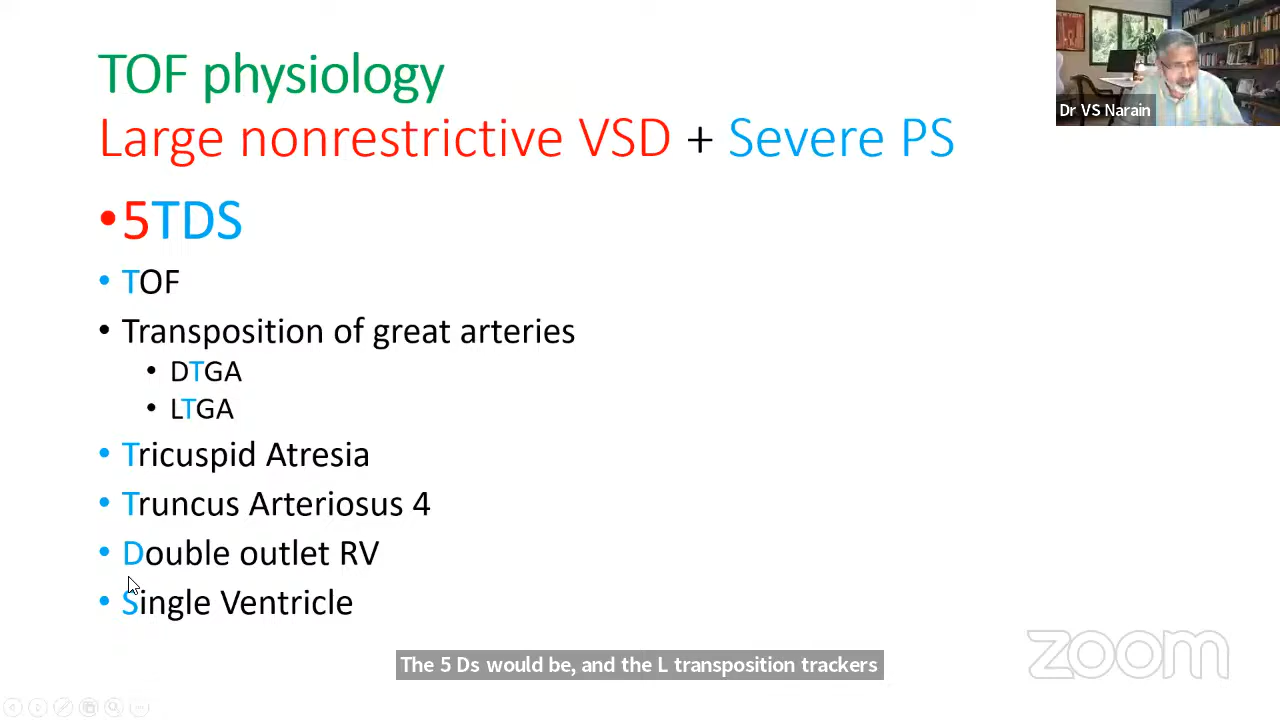 TOF physiology
Large nonrestrictive VSD + Severe PS
•5TDS
• TOF
• Transposition of great arteries
• DTGA
• LTGA
• Tricuspid Atresia
• Truncus Arteriosus 4
• Double outlet RV
• Single Ventricle
Dr VS Narain
The 5 Ds would be, and the L transposition trackers
zoom